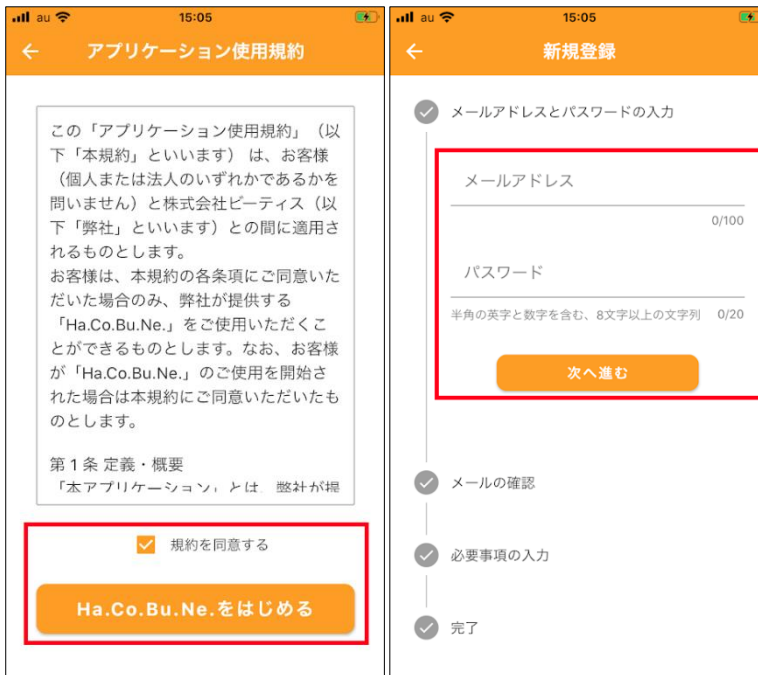 au 15:05
アプリケーション使用規約
この「アプリケーション使用規約」（以
下「本規約」といいます） は、お客様
（個人または法人のいずれかであるかを
問いません）と株式会社ビーティス（以
下「弊社」といいます）との間に適用さ
れるものとします。
お客様は、本規約の各条項にご同意いた
だいた場合のみ、弊社が提供する
「Ha.Co.Bu.Ne.」をご使用いただくこ
とができるものとします。なお、お客様
が「Ha.Co.Bu.Ne.」のご使用を開始さ
れた場合は本規約にご同意いただいたも
のとします。
第１条 定義・概要
「本アプリケーション」とは、弊社が提
規約を同意する
Ha.Co.Bu.Ne.をはじめる
au 15:05
新規登録
メールアドレスとパスワードの入力
メールアドレス
0/100
パスワード
半角の英字と数字を含む、8文字以上の文字列 0/20
次へ進む
メールの確認
必要事項の入力
完了